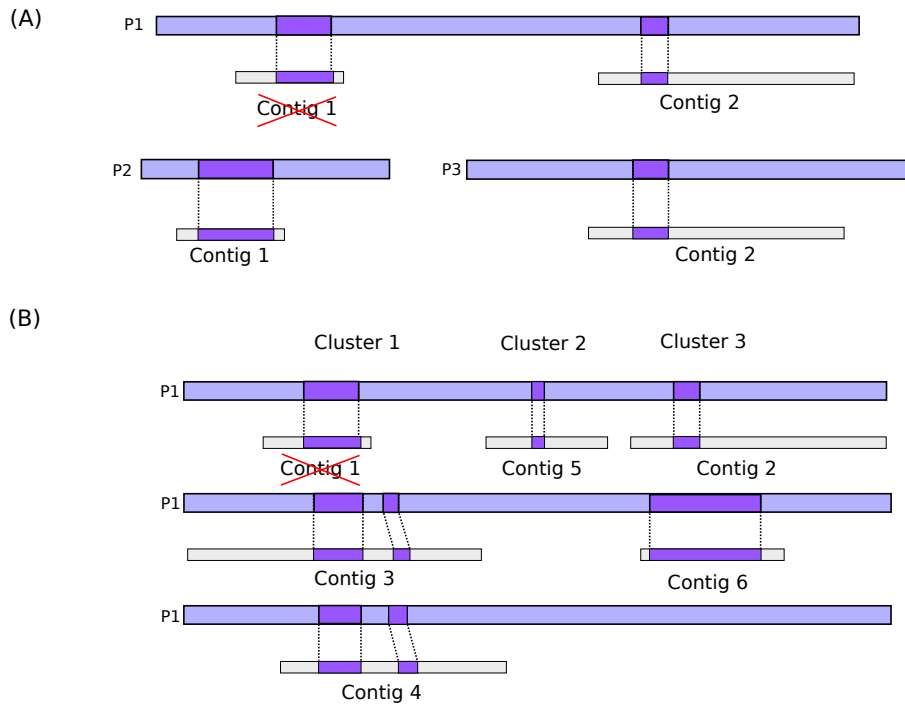 (A)
P1
Contig 1
Contig 2
P2
P3
Contig 1
Contig 2
(B)
Cluster 1
Cluster 2
Cluster 3
P1
Contig 1
Contig 5
Contig 2
P1
Contig 3
Contig 6
P1
Contig 4